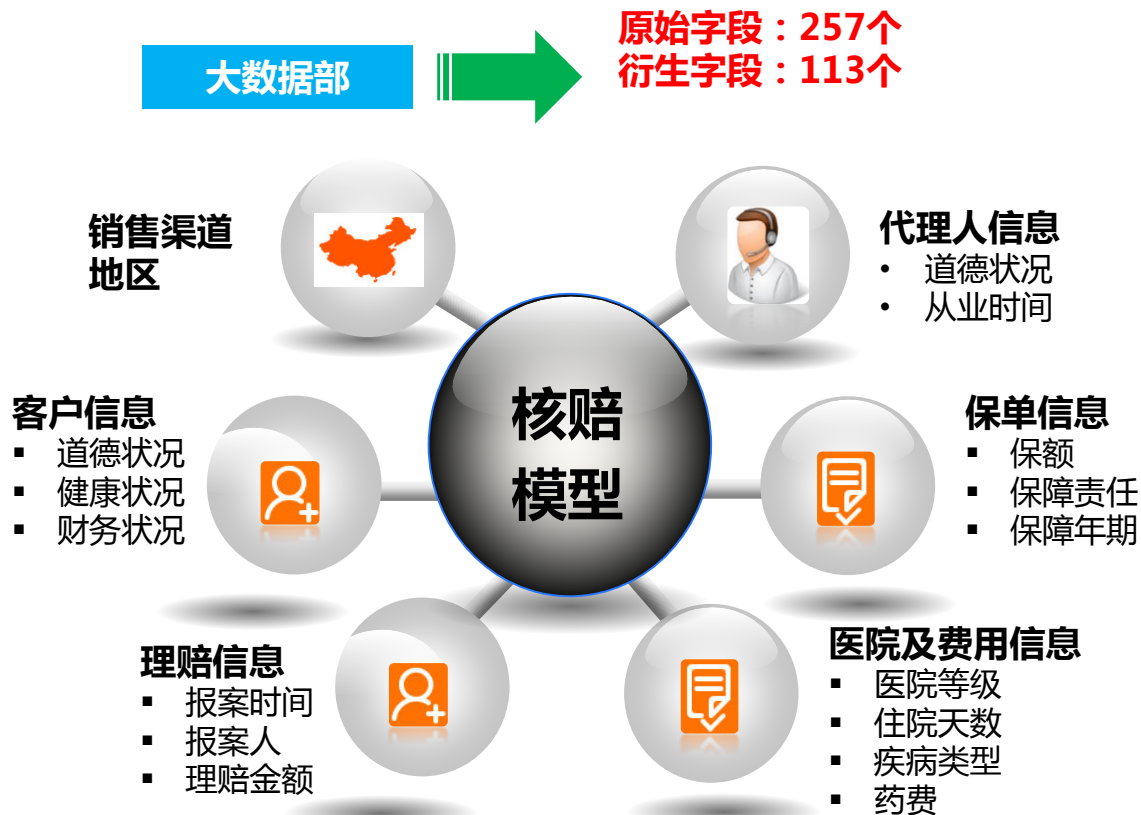 大数据部
原始字段：257个
衍生字段：113个
销售渠道
地区
代理人信息
• 道德状况
• 从业时间
核赔
模型
客户信息
▪ 道德状况
▪ 健康状况
▪ 财务状况
保单信息
▪ 保额
▪ 保障责任
▪ 保障年期
理赔信息
▪ 报案时间
▪ 报案人
▪ 理赔金额
医院及费用信息
▪ 医院等级
▪ 住院天数
▪ 疾病类型
▪ 药费